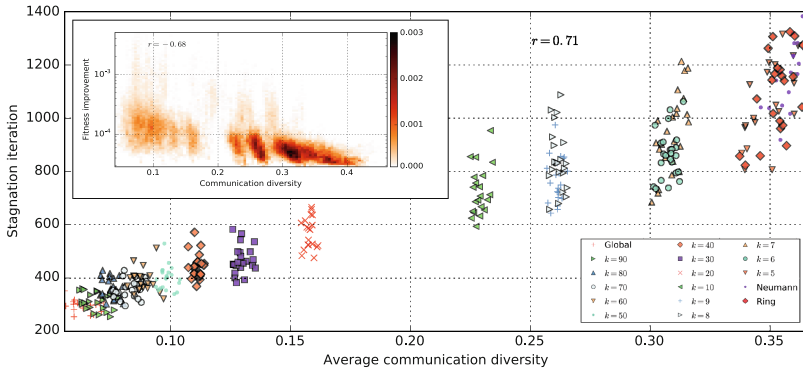 1400
1200
1000
800
600
400
200
Stagnation iteration
r = −0.68
10⁻³
10⁻⁴
Fitness improvement
0.1
0.2
0.3
0.4
Communication diversity
0.003
0.002
0.001
0.000
r = 0.71
Global
k = 90
k = 80
k = 70
k = 60
k = 50
k = 40
k = 30
k = 20
k = 10
k = 9
k = 8
k = 7
k = 6
k = 5
Neumann
Ring
0.10
0.15
0.20
0.25
0.30
0.35
Average communication diversity